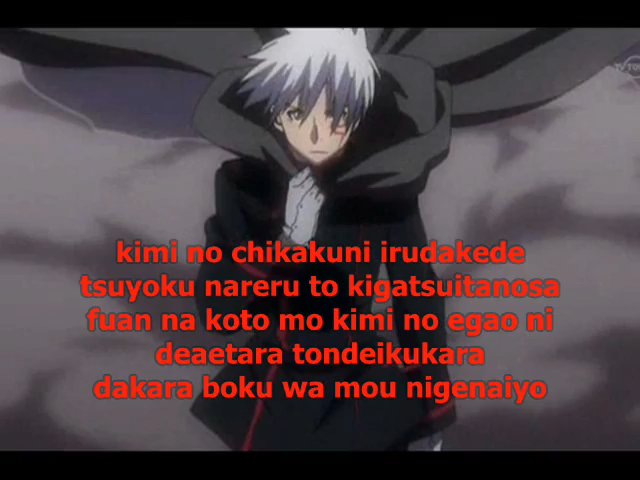 kimi no chikakuni irudakede
tsuyoku nareru to kigatsuitanosa
fuan na koto mo kimi no egao ni
deaetara tondeikukara
dakara boku wa mou nigenaiyo